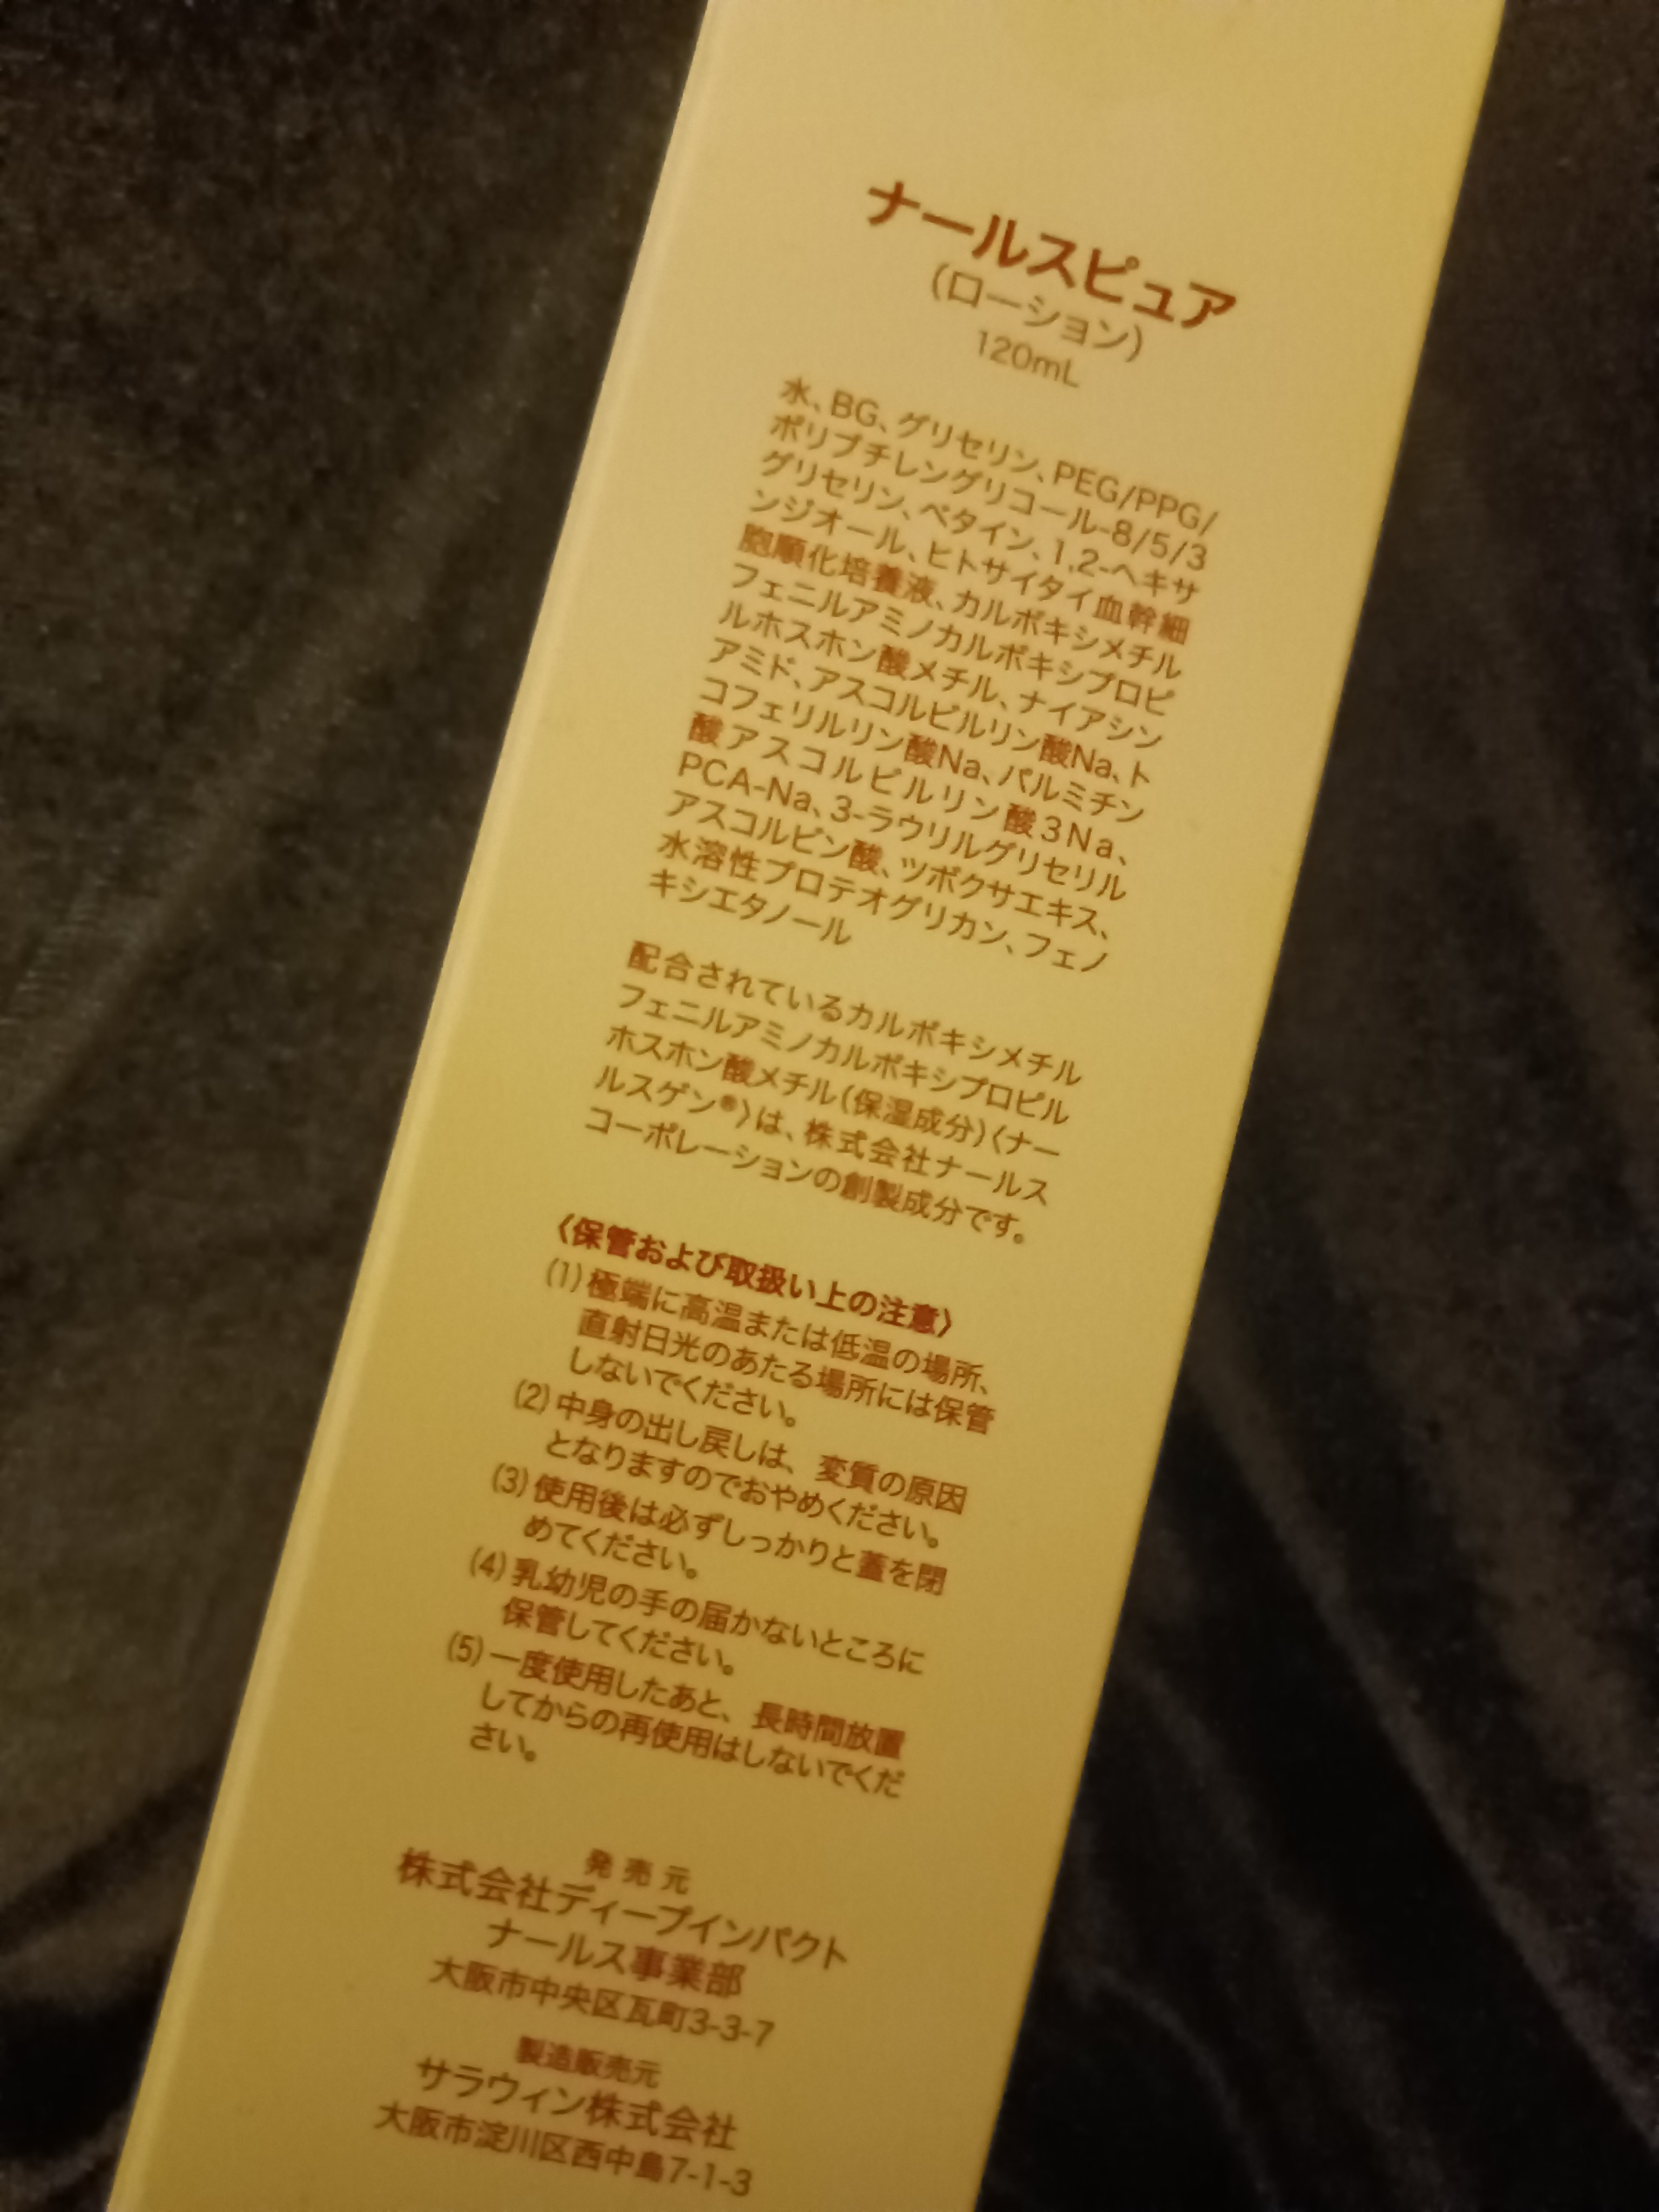 ナールスピュア
(ローション)
120mL
水、BG、グリセリン、PEG/PPG/
ポリブチレングリコール-8/5/3
グリセリン、ベタイン、1,2-ヘキサ
ンジオール、ヒトサイタイ血幹細
胞順化培養液、カルボキシメチル
フェニルアミノカルボキシプロピ
ルホスホン酸メチル、ナイアシン
アミド、アスコルビルリン酸Na、ト
コフェリルリン酸Na、パルミチン
酸アスコルビルリン酸3Na、
PCA-Na、3-ラウリルグリセリル
アスコルビン酸、ツボクサエキス、
水溶性プロテオグリカン、フェノ
キシエタノール
配合されているカルボキシメチル
フェニルアミノカルボキシプロピル
ホスホン酸メチル(保湿成分)〈ナー
ルスゲン®〉は、株式会社ナールス
コーポレーションの創製成分です。
〈保管および取扱い上の注意〉
(1) 極端に高温または低温の場所、
直射日光のあたる場所には保管
しないでください。
(2) 中身の出し戻しは、変質の原因
となりますのでおやめください。
(3) 使用後は必ずしっかりと蓋を閉
めてください。
(4) 乳幼児の手の届かないところに
保管してください。
(5) 一度使用したあと、長時間放置
してからの再使用はしないでくだ
さい。
発売元
株式会社ディープインパクト
ナールス事業部
大阪市中央区瓦町3-3-7
製造販売元
サラウィン株式会社
大阪市淀川区西中島7-1-3